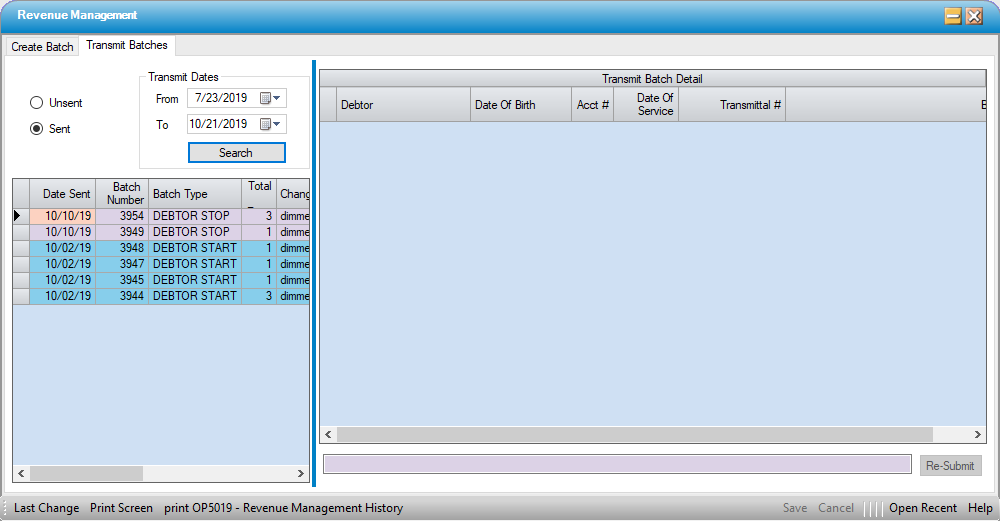 Revenue Management
Create Batch
Transmit Batches
Unsent
Sent
Transmit Dates
From 7/23/2019
To 10/21/2019
Search
Date Sent Batch Number Batch Type Total Chang
10/10/19 3954 DEBTOR STOP 3 dimme
10/10/19 3949 DEBTOR STOP 1 dimme
10/02/19 3948 DEBTOR START 1 dimme
10/02/19 3947 DEBTOR START 1 dimme
10/02/19 3945 DEBTOR START 1 dimme
10/02/19 3944 DEBTOR START 3 dimme
Transmit Batch Detail
Debtor Date Of Birth Acct # Date Of Service Transmittal #
Re-Submit
Last Change Print Screen print OP5019 - Revenue Management History Save Cancel Open Recent Help